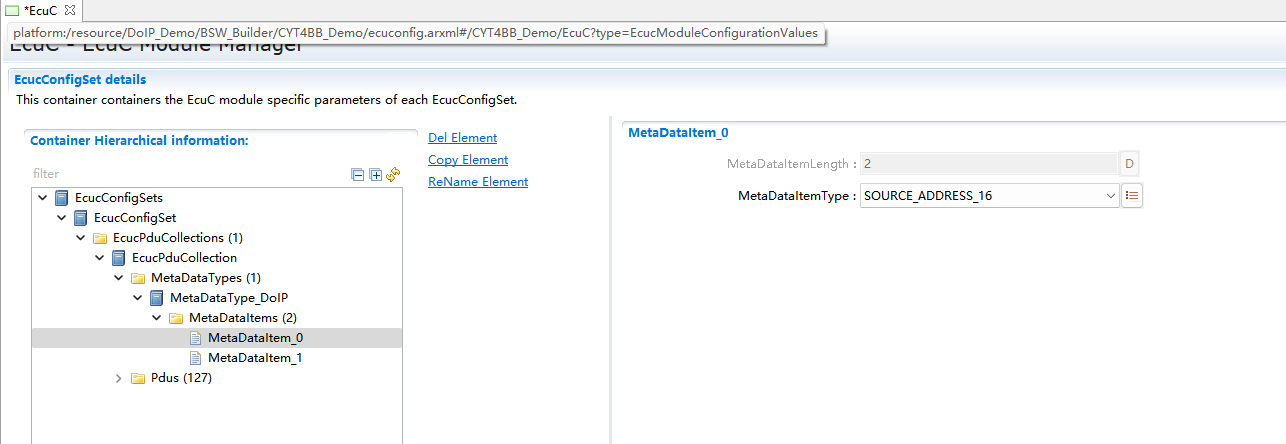 *EcuC
platform:/resource/DoIP_Demo/BSW_Builder/CYT4BB_Demo/ecuconfig.arxml#/CYT4BB_Demo/EcuC?type=EcucModuleConfigurationValues
EcuC - EcuC Module Manager
EcucConfigSet details
This container containers the EcuC module specific parameters of each EcucConfigSet.
Container Hierarchical information:
filter
EcucConfigSets
EcucConfigSet
EcucPduCollections (1)
EcucPduCollection
MetaDataTypes (1)
MetaDataType_DoIP
MetaDataItems (2)
MetaDataItem_0
MetaDataItem_1
Pdus (127)
Del Element
Copy Element
ReName Element
MetaDataItem_0
MetaDataItemLength : 2 D
MetaDataItemType : SOURCE_ADDRESS_16